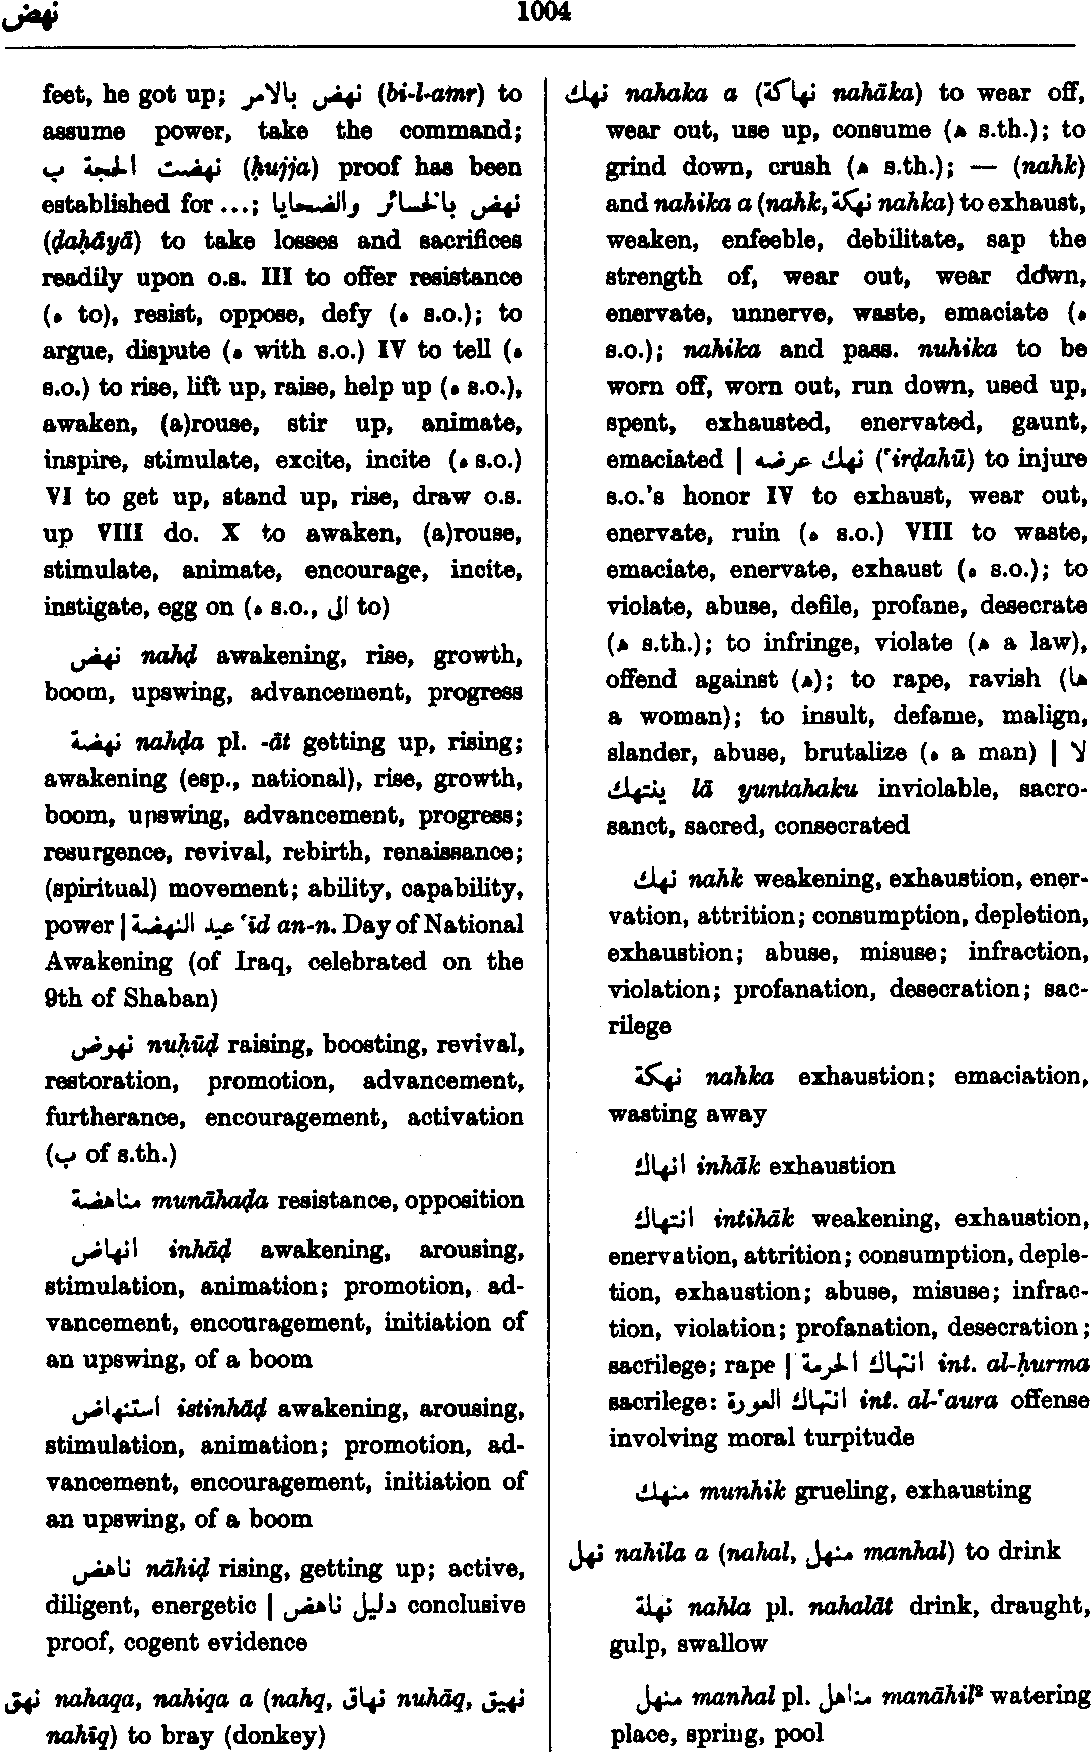 نهض
1004
feet, he got up; نهض بالامر (bi-l-amr) to
assume power, take the command;
نهضت الحجة ب (ḥujja) proof has been
established for ...; نهض بالخسائر والضحايا
(ḍaḥāyā) to take losses and sacrifices
readily upon o.s. III to offer resistance
(ه to), resist, oppose, defy (ه s.o.); to
argue, dispute (ه with s.o.) IV to tell (ه
s.o.) to rise, lift up, raise, help up (ه s.o.),
awaken, (a)rouse, stir up, animate,
inspire, stimulate, excite, incite (ه s.o.)
VI to get up, stand up, rise, draw o.s.
up VIII do. X to awaken, (a)rouse,
stimulate, animate, encourage, incite,
instigate, egg on (ه s.o., الى to)
نهض nahḍ awakening, rise, growth,
boom, upswing, advancement, progress
نهضة nahḍa pl. -āt getting up, rising;
awakening (esp., national), rise, growth,
boom, upswing, advancement, progress;
resurgence, revival, rebirth, renaissance;
(spiritual) movement; ability, capability,
power | عيد النهضة ʿīd an-n. Day of National
Awakening (of Iraq, celebrated on the
9th of Shaban)
نهوض nuḥūḍ raising, boosting, revival,
restoration, promotion, advancement,
furtherance, encouragement, activation
(ب of s.th.)
مناهضة munāhaḍa resistance, opposition
انهاض inhāḍ awakening, arousing,
stimulation, animation; promotion, ad-
vancement, encouragement, initiation of
an upswing, of a boom
استنهاض istinhāḍ awakening, arousing,
stimulation, animation; promotion, ad-
vancement, encouragement, initiation of
an upswing, of a boom
ناهض nāhiḍ rising, getting up; active,
diligent, energetic | دليل ناهض conclusive
proof, cogent evidence
نهق nahaqa, nahiqa a (nahq, نهاق nuhāq, نهيق
nahīq) to bray (donkey)
نهك nahaka a (نهاكة nahāka) to wear off,
wear out, use up, consume (ه s.th.); to
grind down, crush (ه s.th.); — (nahk)
and nahika a (nahk, نهكة nahka) to exhaust,
weaken, enfeeble, debilitate, sap the
strength of, wear out, wear down,
enervate, unnerve, waste, emaciate (ه
s.o.); nahika and pass. nuhika to be
worn off, worn out, run down, used up,
spent, exhausted, enervated, gaunt,
emaciated | نهك عرضه (ʿirḍahū) to injure
s.o.'s honor IV to exhaust, wear out,
enervate, ruin (ه s.o.) VIII to waste,
emaciate, enervate, exhaust (ه s.o.); to
violate, abuse, defile, profane, desecrate
(ه s.th.); to infringe, violate (ه a law),
offend against (ه); to rape, ravish (ها
a woman); to insult, defame, malign,
slander, abuse, brutalize (ه a man) | لا
ينتهك lā yuntahaku inviolable, sacro-
sanct, sacred, consecrated
نهك nahk weakening, exhaustion, ener-
vation, attrition; consumption, depletion,
exhaustion; abuse, misuse; infraction,
violation; profanation, desecration; sac-
rilege
نهكة nahka exhaustion; emaciation,
wasting away
انهاك inhāk exhaustion
انتهاك intihāk weakening, exhaustion,
enervation, attrition; consumption, deple-
tion, exhaustion; abuse, misuse; infrac-
tion, violation; profanation, desecration;
sacrilege; rape | انتهاك الحرمة int. al-ḥurma
sacrilege: انتهاك العورة int. al-ʿaura offense
involving moral turpitude
منهك munhik grueling, exhausting
نهل nahila a (nahal, منهل manhal) to drink
نهلة nahla pl. nahalāt drink, draught,
gulp, swallow
منهل manhal pl. مناهل manāhil² watering
place, spring, pool